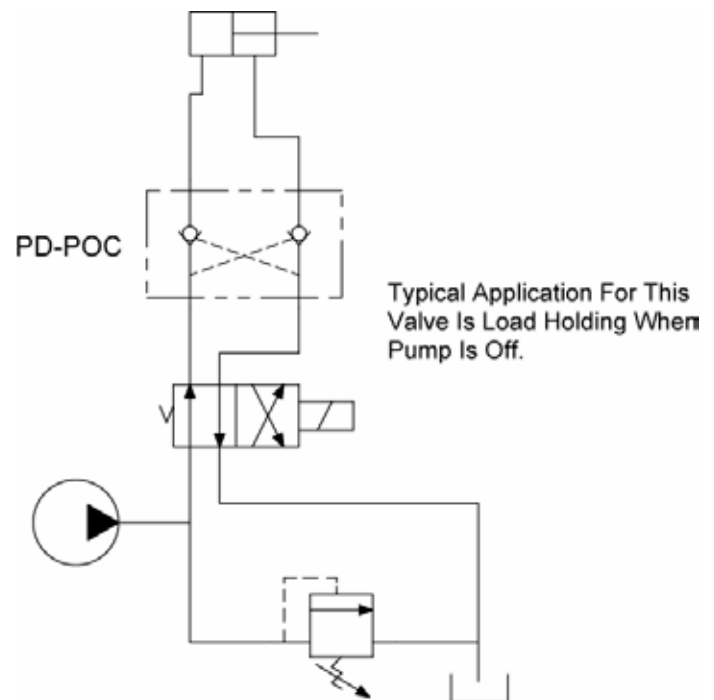 PD-POC
Typical Application For This
Valve Is Load Holding When
Pump Is Off.